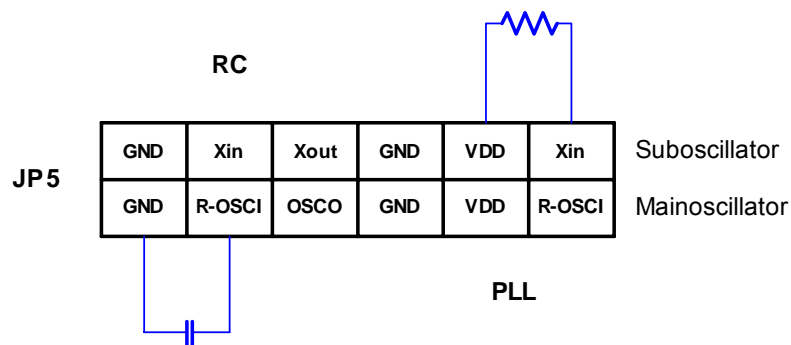 RC
GND Xin Xout GND VDD Xin Suboscillator
JP5
GND R-OSCI OSCO GND VDD R-OSCI Mainoscillator
PLL